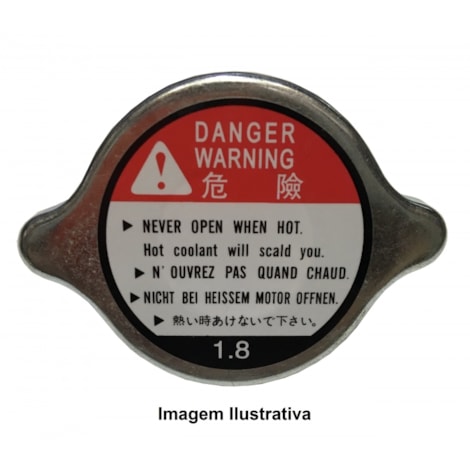 DANGER
WARNING
危 險
▶ NEVER OPEN WHEN HOT.
Hot coolant will scald you.
▶ N' OUVREZ PAS QUAND CHAUD.
▶ NICHT BEI HEISSEM MOTOR OFFNEN.
▶ 熱い時あけないで下さい。
1.8
Imagem Ilustrativa